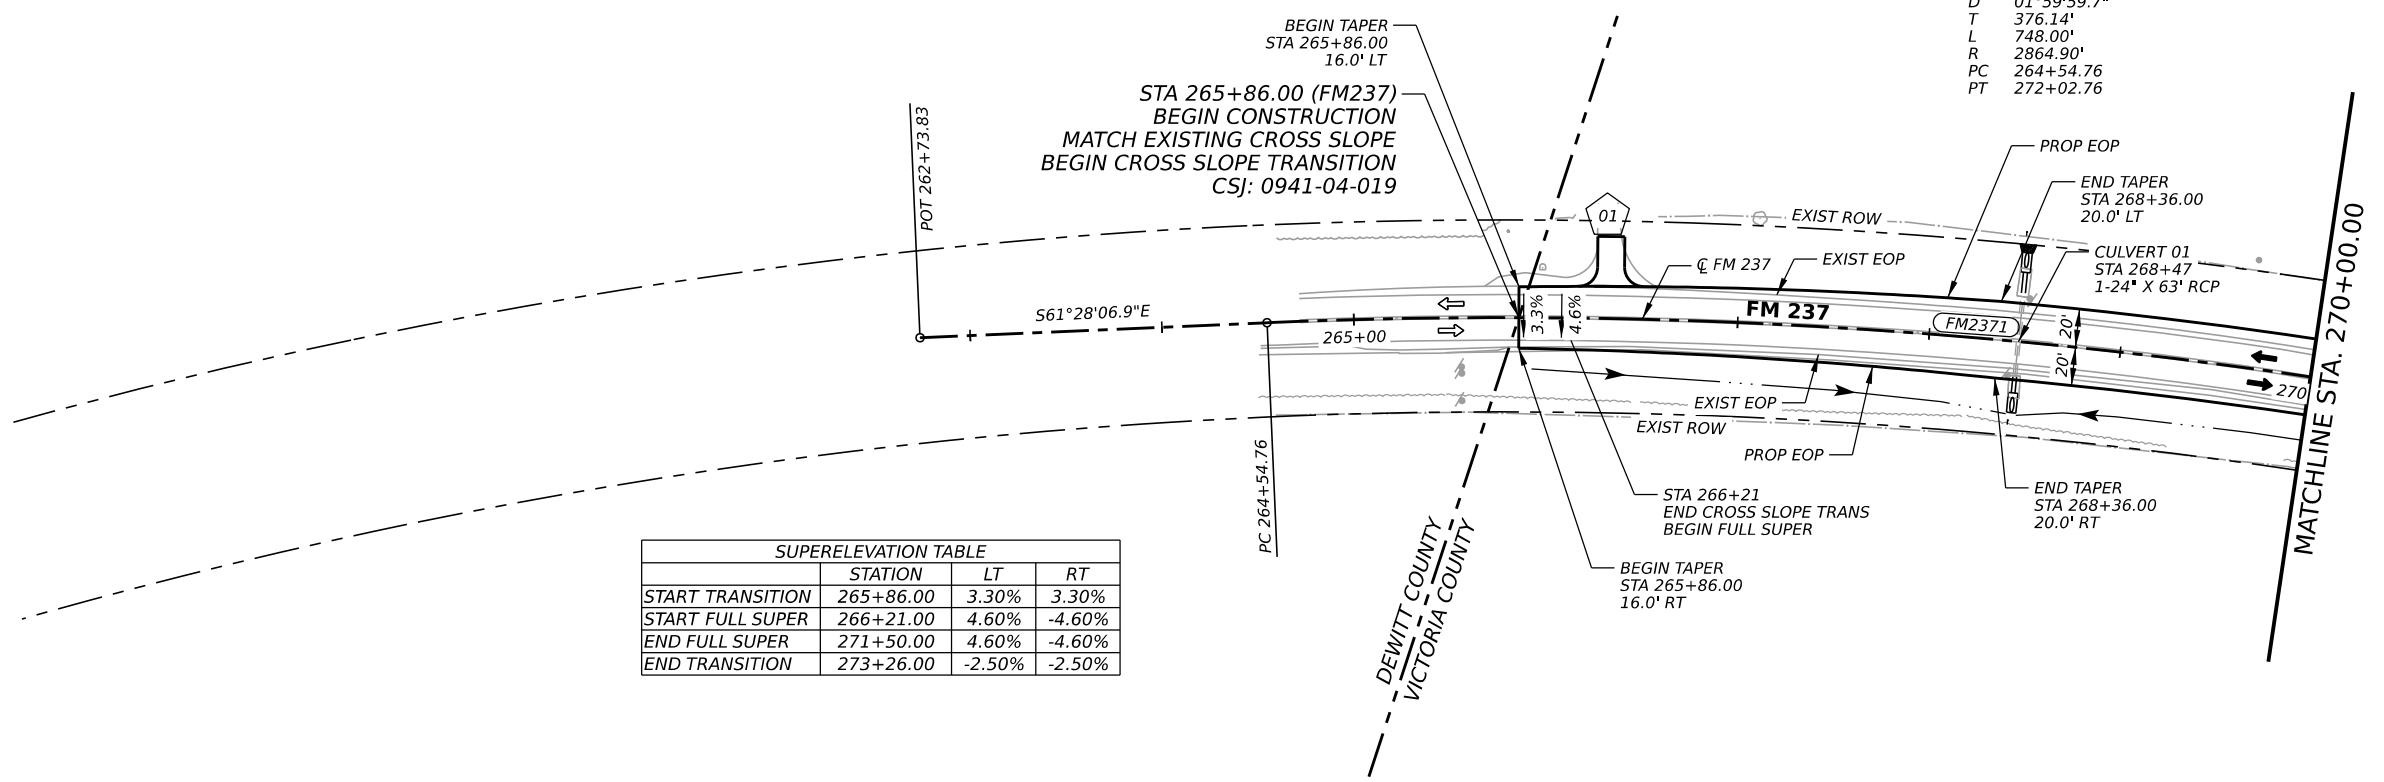 D 01°59'59.7"
T 376.14'
L 748.00'
R 2864.90'
PC 264+54.76
PT 272+02.76
BEGIN TAPER
STA 265+86.00
16.0' LT
STA 265+86.00 (FM237)
BEGIN CONSTRUCTION
MATCH EXISTING CROSS SLOPE
BEGIN CROSS SLOPE TRANSITION
CSJ: 0941-04-019
POT 262+73.83
PROP EOP
END TAPER
STA 268+36.00
20.0' LT
01
EXIST ROW
CULVERT 01
STA 268+47
1-24" X 63' RCP
℄ FM 237
EXIST EOP
S61°28'06.9"E
265+00
3.3%
4.6%
FM 237
FM2371
20'
20'
270
MATCHLINE STA. 270+00.00
EXIST EOP
EXIST ROW
PROP EOP
PC 264+54.76
STA 266+21
END CROSS SLOPE TRANS
BEGIN FULL SUPER
END TAPER
STA 268+36.00
20.0' RT
BEGIN TAPER
STA 265+86.00
16.0' RT
DEWITT COUNTY
VICTORIA COUNTY
SUPERELEVATION TABLE
STATION LT RT
START TRANSITION 265+86.00 3.30% 3.30%
START FULL SUPER 266+21.00 4.60% -4.60%
END FULL SUPER 271+50.00 4.60% -4.60%
END TRANSITION 273+26.00 -2.50% -2.50%